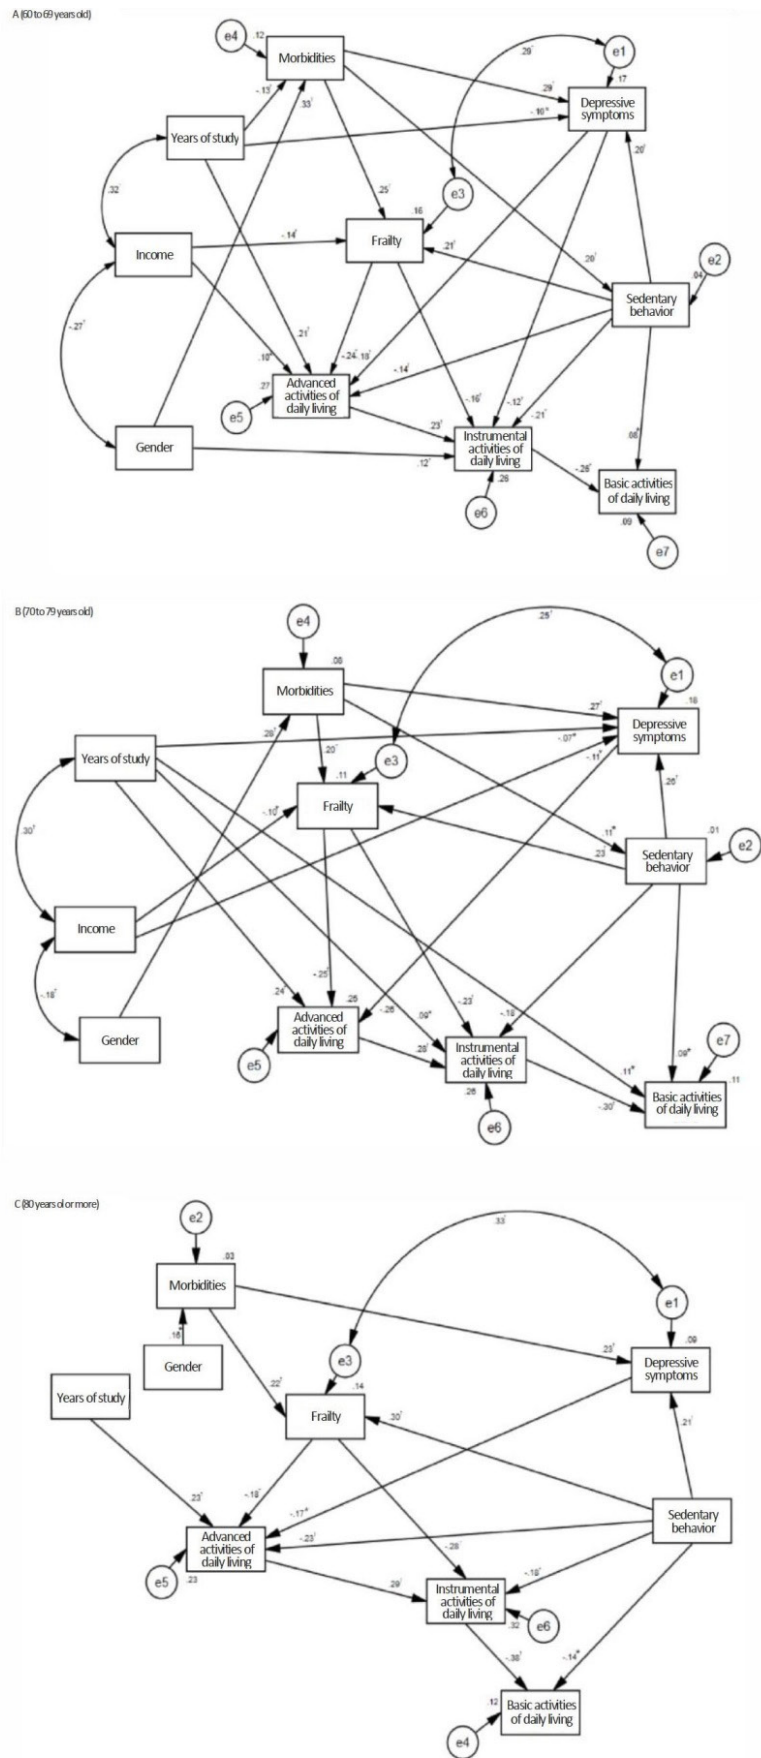 A (60 to 69 years old)
e4
.12
Morbidities
.29†
e1
.17
-.13†
.33†
.29†
Depressive
symptoms
Years of study
-.16*
.20†
e3
.32†
.25†
.16
Income
-.14†
Frailty
.21†
.20†
e2
.04
Sedentary
behavior
-.27†
.21†
.10*
-.24†
.18†
-.14†
.27
Advanced
activities of
daily living
e5
-.16†
-.12†
-.21†
.08*
Gender
.23†
.12†
Instrumental
activities of
daily living
.26
-.26†
Basic activities
of daily living
e6
.09
e7
B (70 to 79 years old)
e4
.25†
.08
Morbidities
e1
.18
.27†
Depressive
symptoms
.28†
Years of study
-.07*
-.11*
.20†
e3
.11
Frailty
-.10*
.26†
.30†
.11*
.23†
.01
Sedentary
behavior
e2
Income
-.18†
.24†
-.25†
.25
-.26
.09*
-.23†
-.18
Gender
Advanced
activities of
daily living
e5
.28†
Instrumental
activities of
daily living
.26
.09*
e7
.11*
.11
-.30†
Basic activities
of daily living
e6
C (80 years ol or more)
e2
.33†
.03
Morbidities
e1
.09
.16*
Gender
.23†
e3
Depressive
symptoms
Years of study
.22†
.14
Frailty
.30†
.21†
.23†
-.18†
-.17*
Sedentary
behavior
Advanced
activities of
daily living
-.23†
e5
.23
-.28†
-.18†
.29†
Instrumental
activities of
daily living
.32
e6
-.38†
-.14*
.12
Basic activities
of daily living
e4